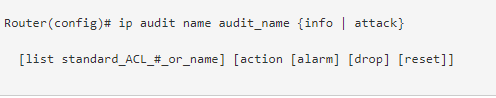 Router(config)# ip audit name audit_name {info | attack}
[list standard_ACL_#_or_name] [action [alarm] [drop] [reset]]